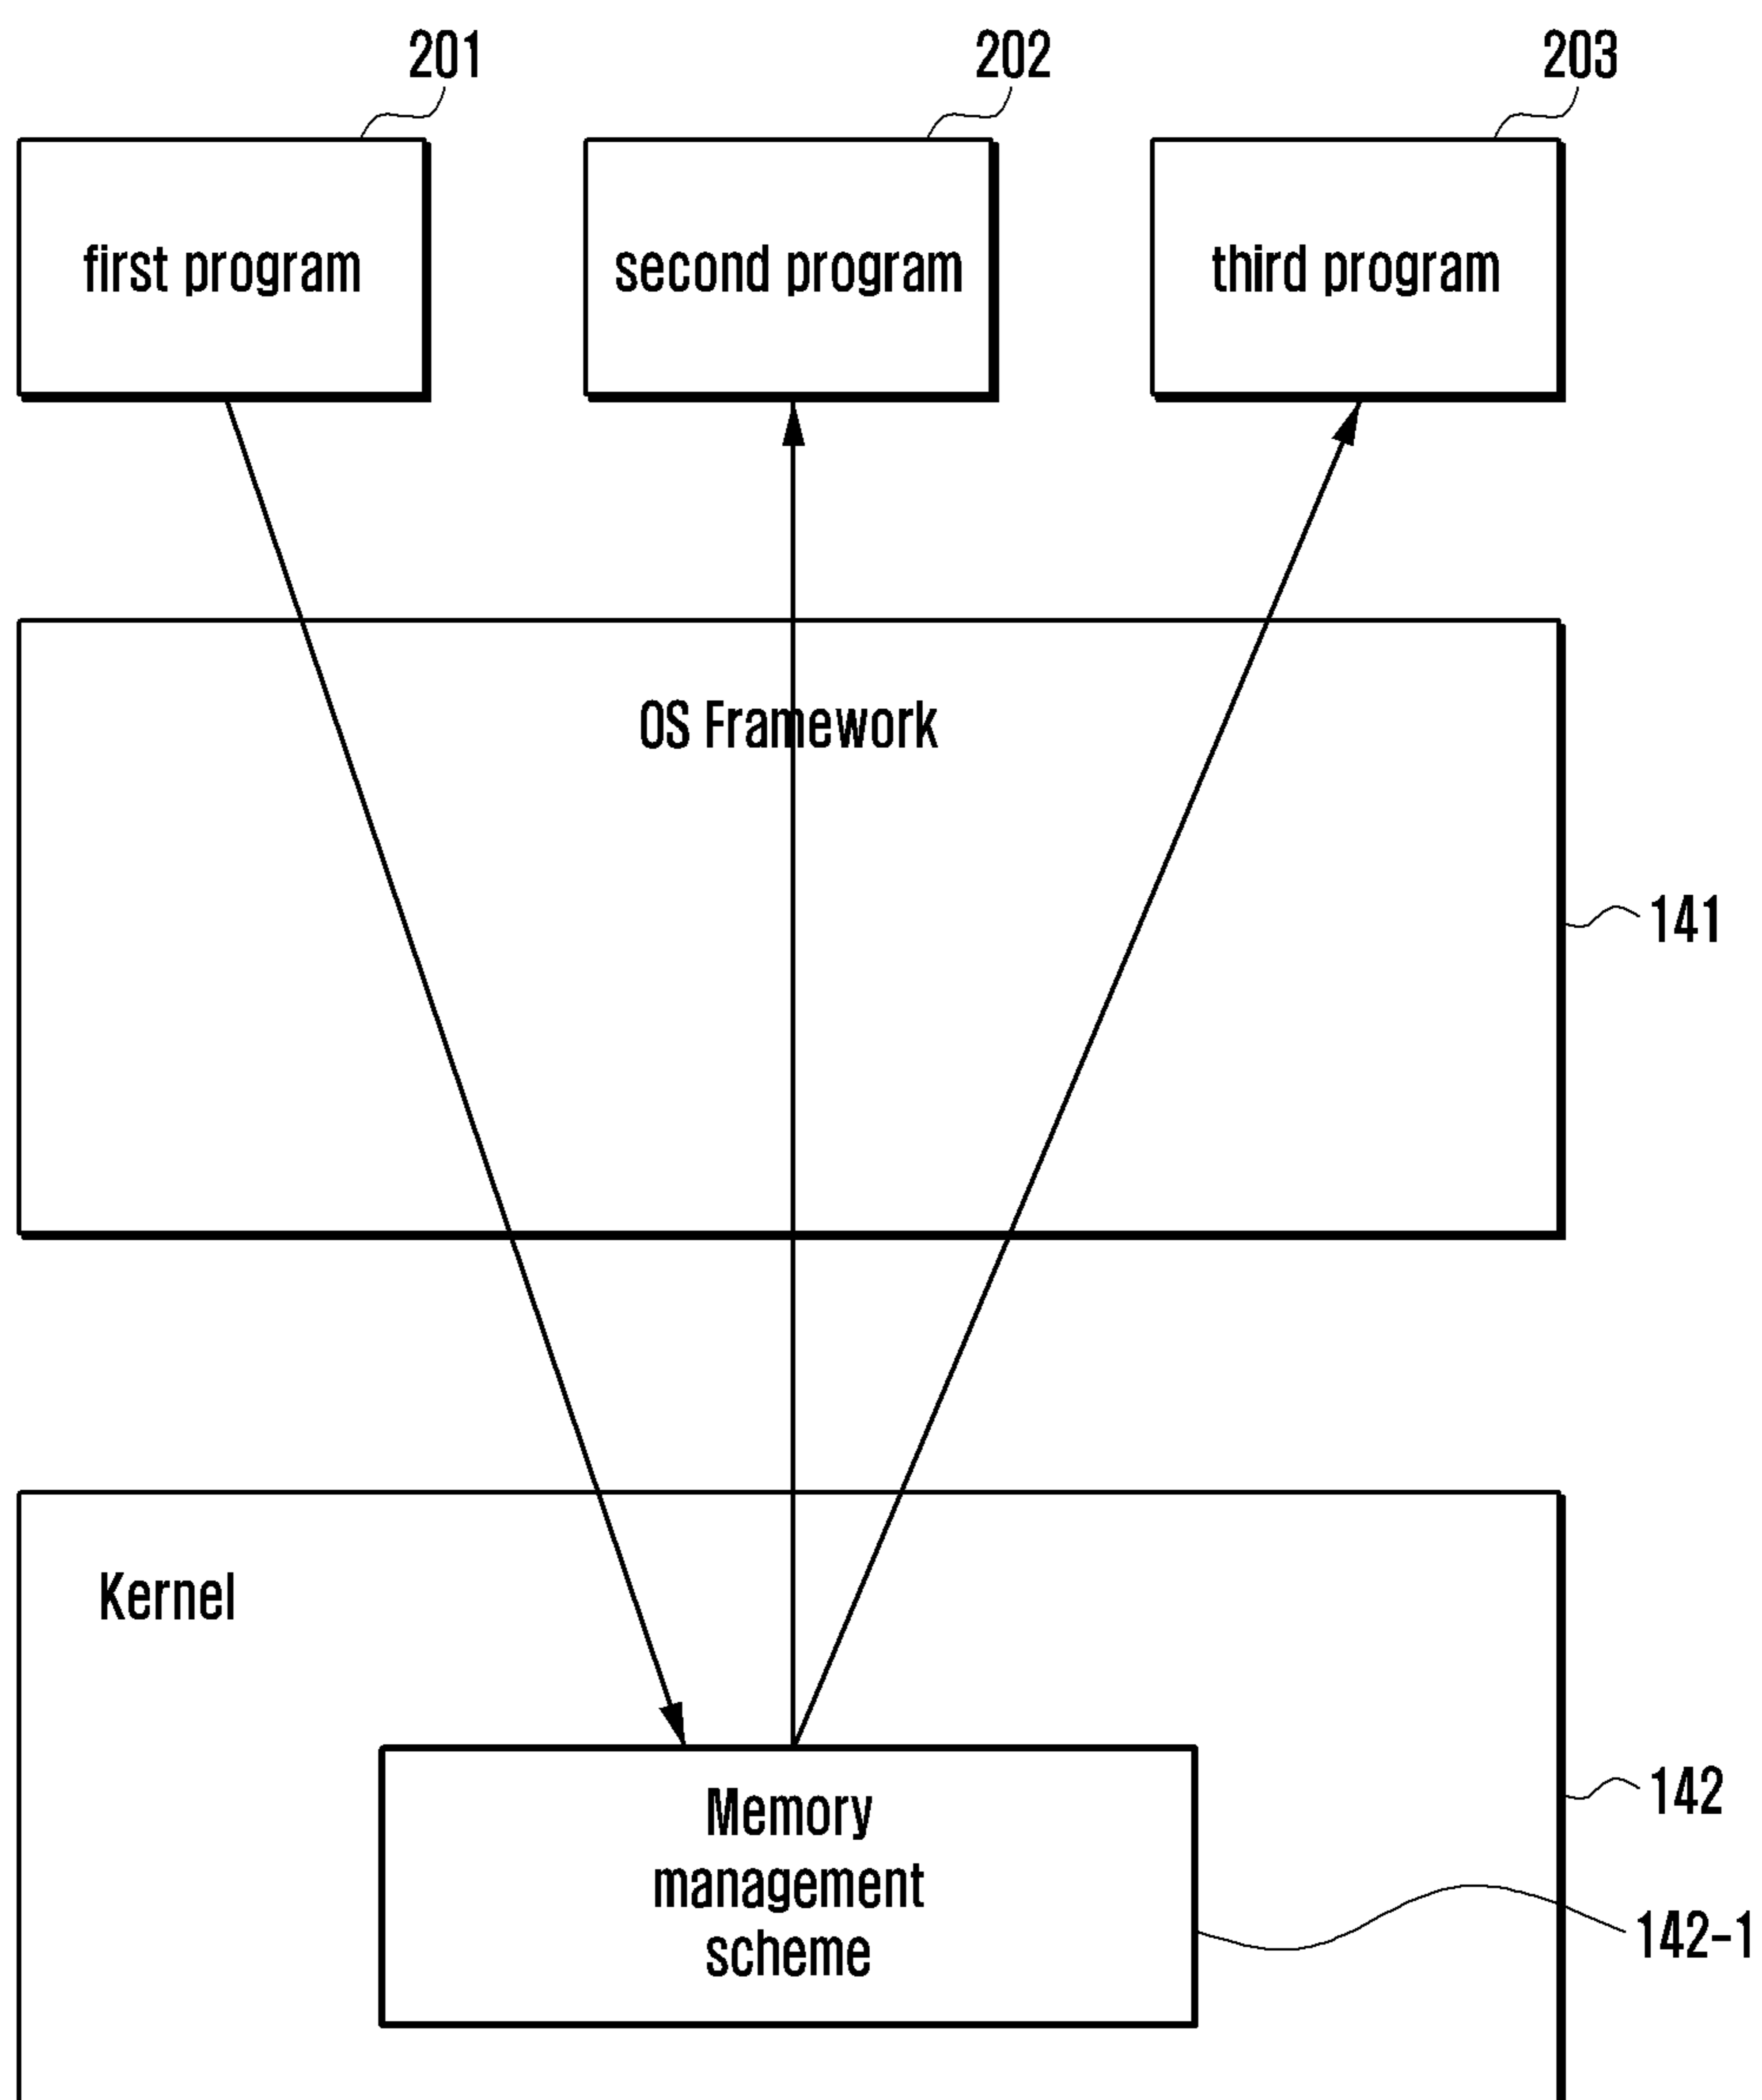 201
202
203
first program
second program
third program
OS Framework
141
Kernel
142
Memory
management
scheme
142-1